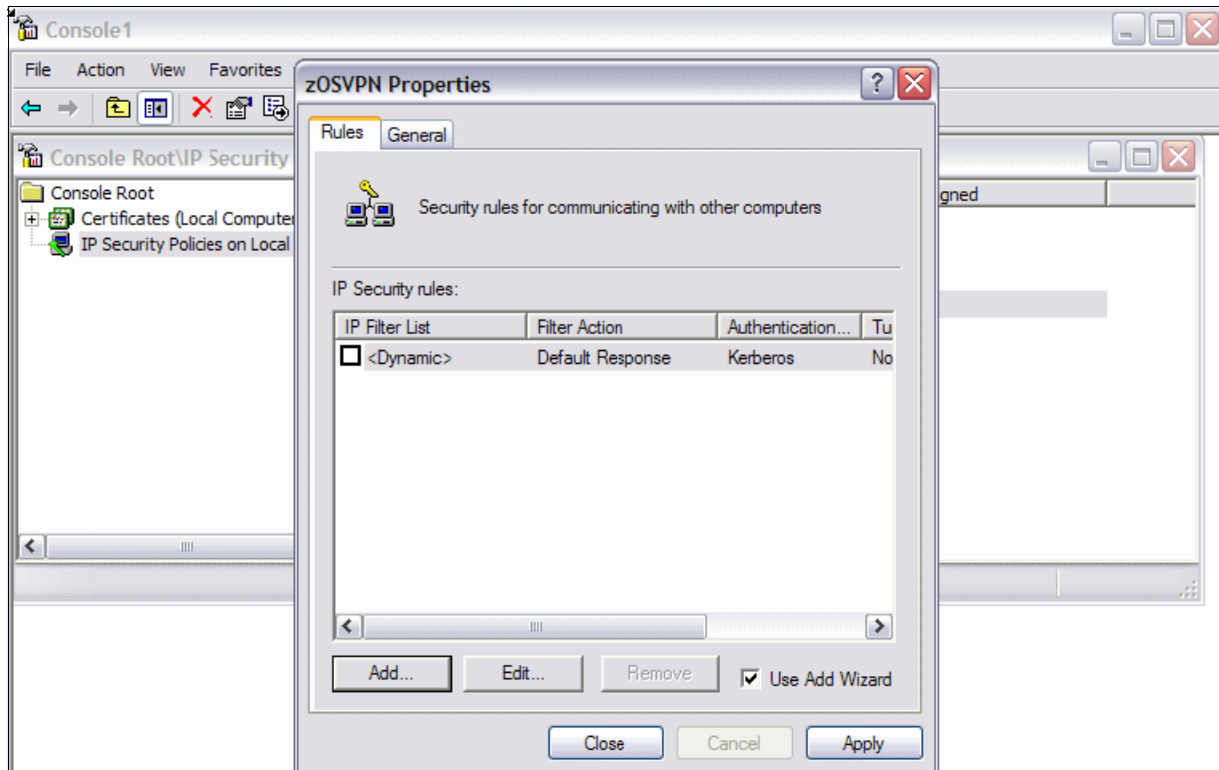 Console1
File Action View Favorites
zOSVPN Properties
Rules General
Console Root\IP Security
Console Root
Certificates (Local Computer
IP Security Policies on Local
gned
Security rules for communicating with other computers
IP Security rules:
IP Filter List Filter Action Authentication... Tu
<Dynamic> Default Response Kerberos No
Add... Edit... Remove Use Add Wizard
Close Cancel Apply